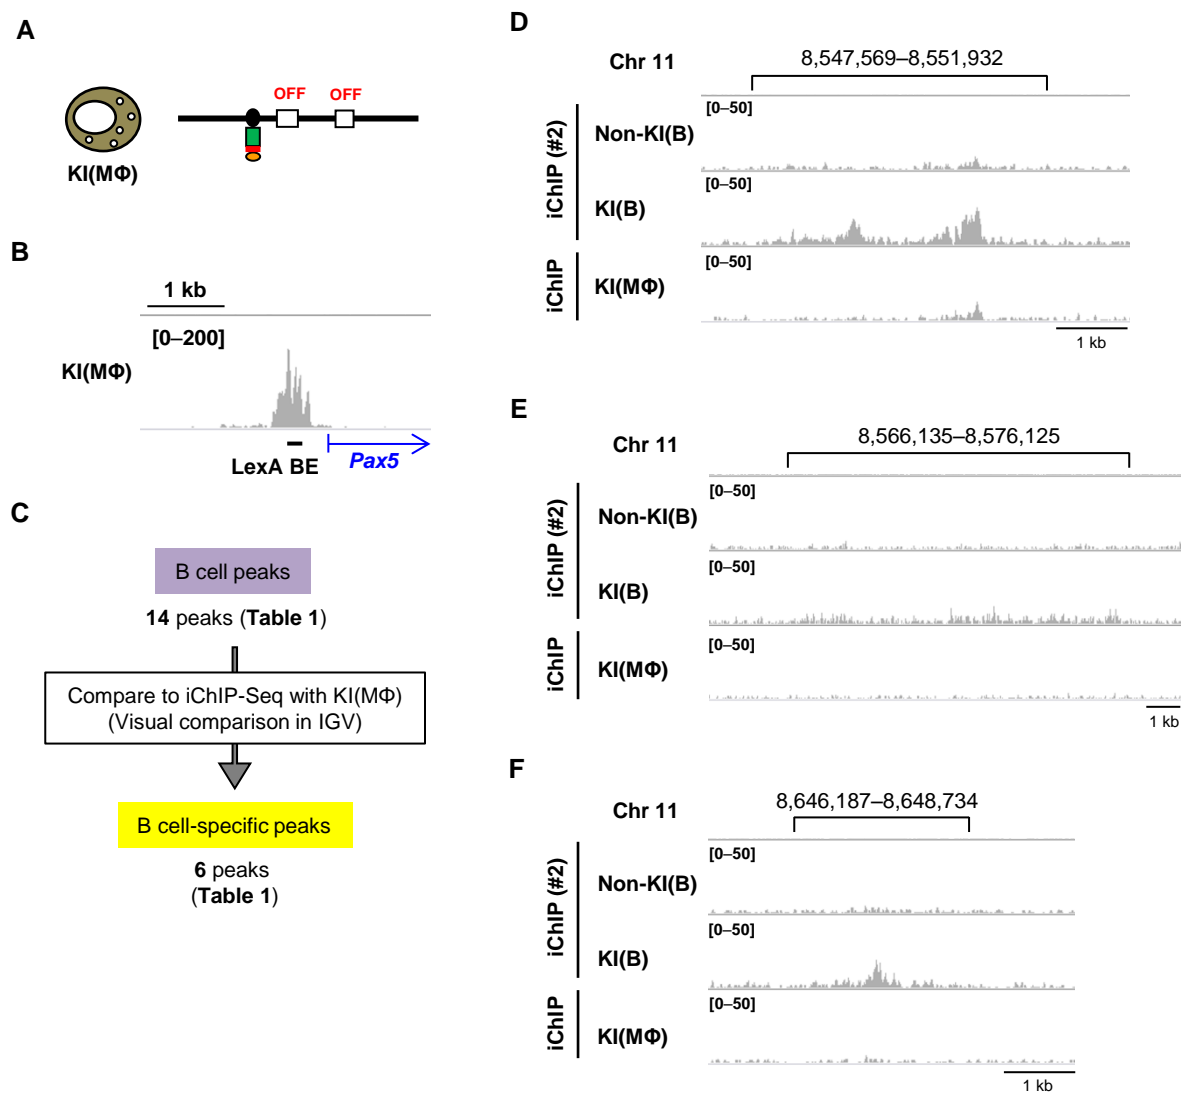 A
OFF OFF
KI(MΦ)
B
1 kb
[0–200]
KI(MΦ)
LexA BE
Pax5
C
B cell peaks
14 peaks (Table 1)
Compare to iChIP-Seq with KI(MΦ)
(Visual comparison in IGV)
B cell-specific peaks
6 peaks
(Table 1)
D
Chr 11
8,547,569–8,551,932
iChIP (#2)
[0–50]
Non-KI(B)
[0–50]
KI(B)
iChIP
[0–50]
KI(MΦ)
1 kb
E
Chr 11
8,566,135–8,576,125
iChIP (#2)
[0–50]
Non-KI(B)
[0–50]
KI(B)
iChIP
[0–50]
KI(MΦ)
1 kb
F
Chr 11
8,646,187–8,648,734
iChIP (#2)
[0–50]
Non-KI(B)
[0–50]
KI(B)
iChIP
[0–50]
KI(MΦ)
1 kb